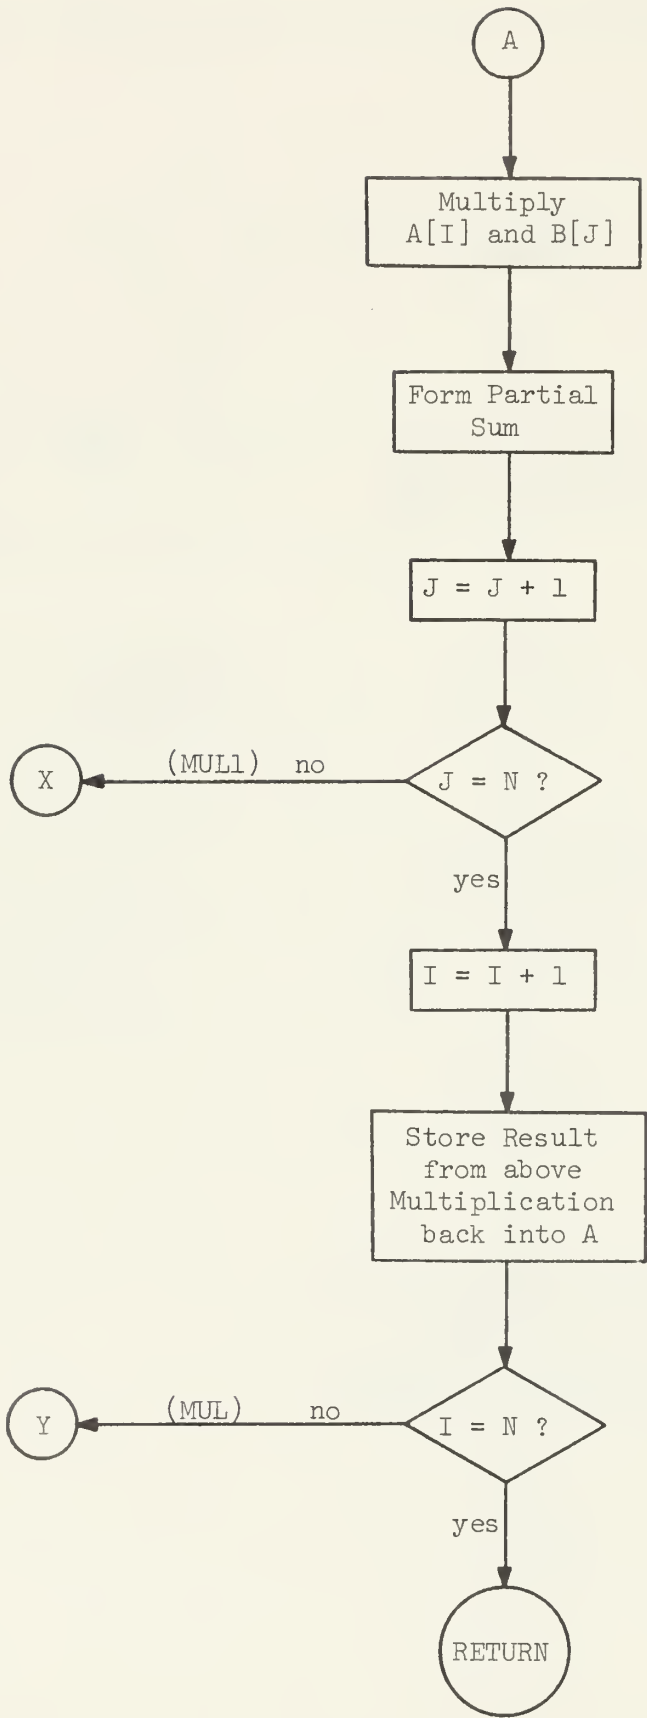 A
Multiply
A[I] and B[J]
Form Partial
Sum
J = J + 1
(MUL1) no
X
J = N ?
yes
I = I + 1
Store Result
from above
Multiplication
back into A
(MUL) no
Y
I = N ?
yes
RETURN